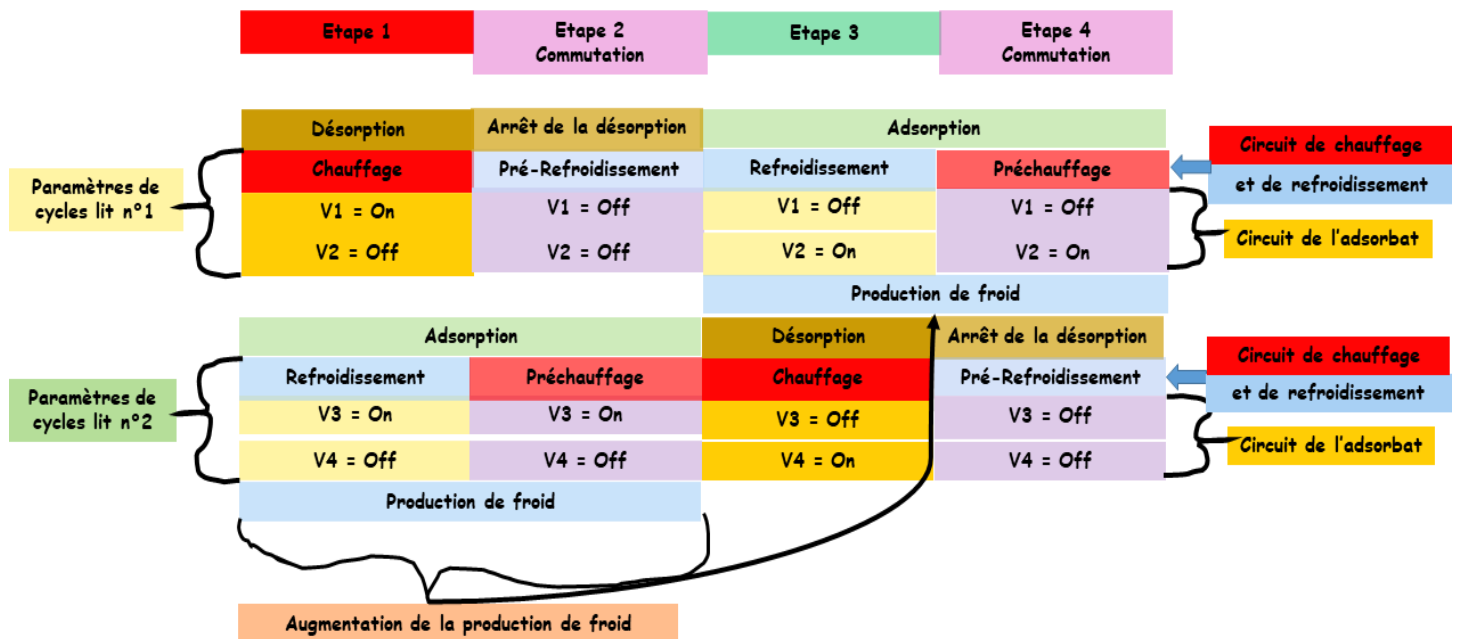 Etape 1
Etape 2
Commutation
Etape 3
Etape 4
Commutation
Désorption
Arrêt de la désorption
Adsorption
Chauffage
Pré-Refroidissement
Refroidissement
Préchauffage
Circuit de chauffage
et de refroidissement
Paramètres de
cycles lit n°1
V1 = On
V1 = Off
V1 = Off
V1 = Off
V2 = Off
V2 = Off
V2 = On
V2 = On
Circuit de l'adsorbat
Production de froid
Adsorption
Désorption
Arrêt de la désorption
Refroidissement
Préchauffage
Chauffage
Pré-Refroidissement
Circuit de chauffage
et de refroidissement
Paramètres de
cycles lit n°2
V3 = On
V3 = On
V3 = Off
V3 = Off
V4 = Off
V4 = Off
V4 = On
V4 = Off
Circuit de l'adsorbat
Production de froid
Augmentation de la production de froid